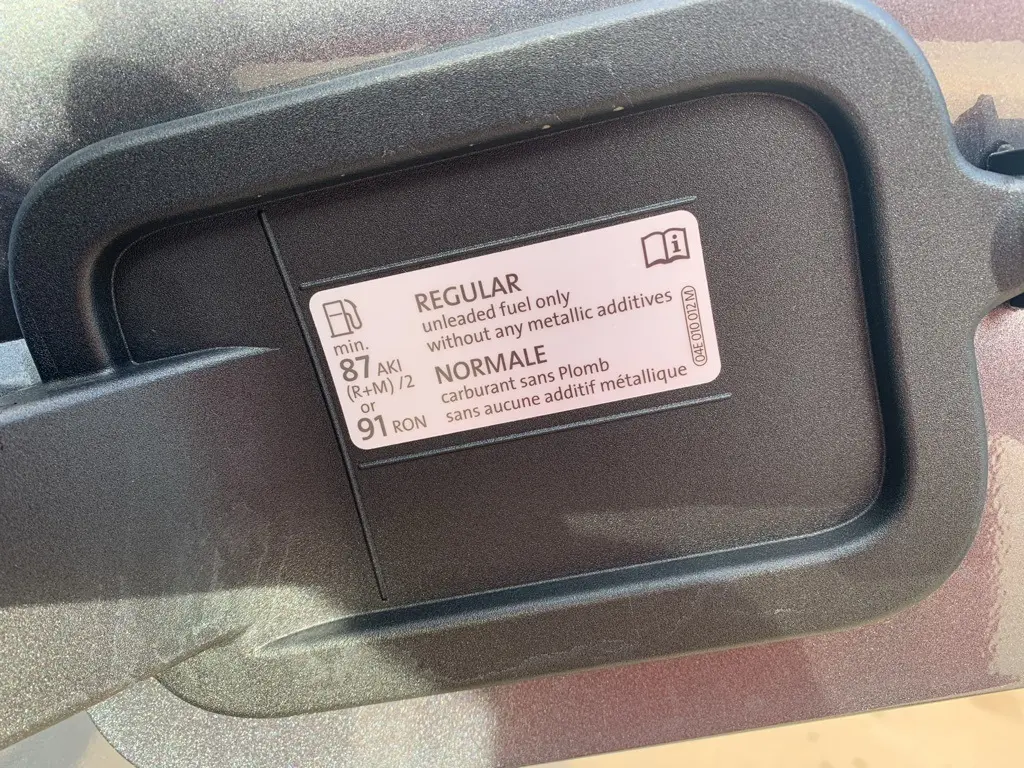 min.
87 AKI
(R+M) /2
or
91 RON
REGULAR
unleaded fuel only
without any metallic additives
NORMALE
carburant sans Plomb
sans aucune additif métallique
i
04E 010 012 M